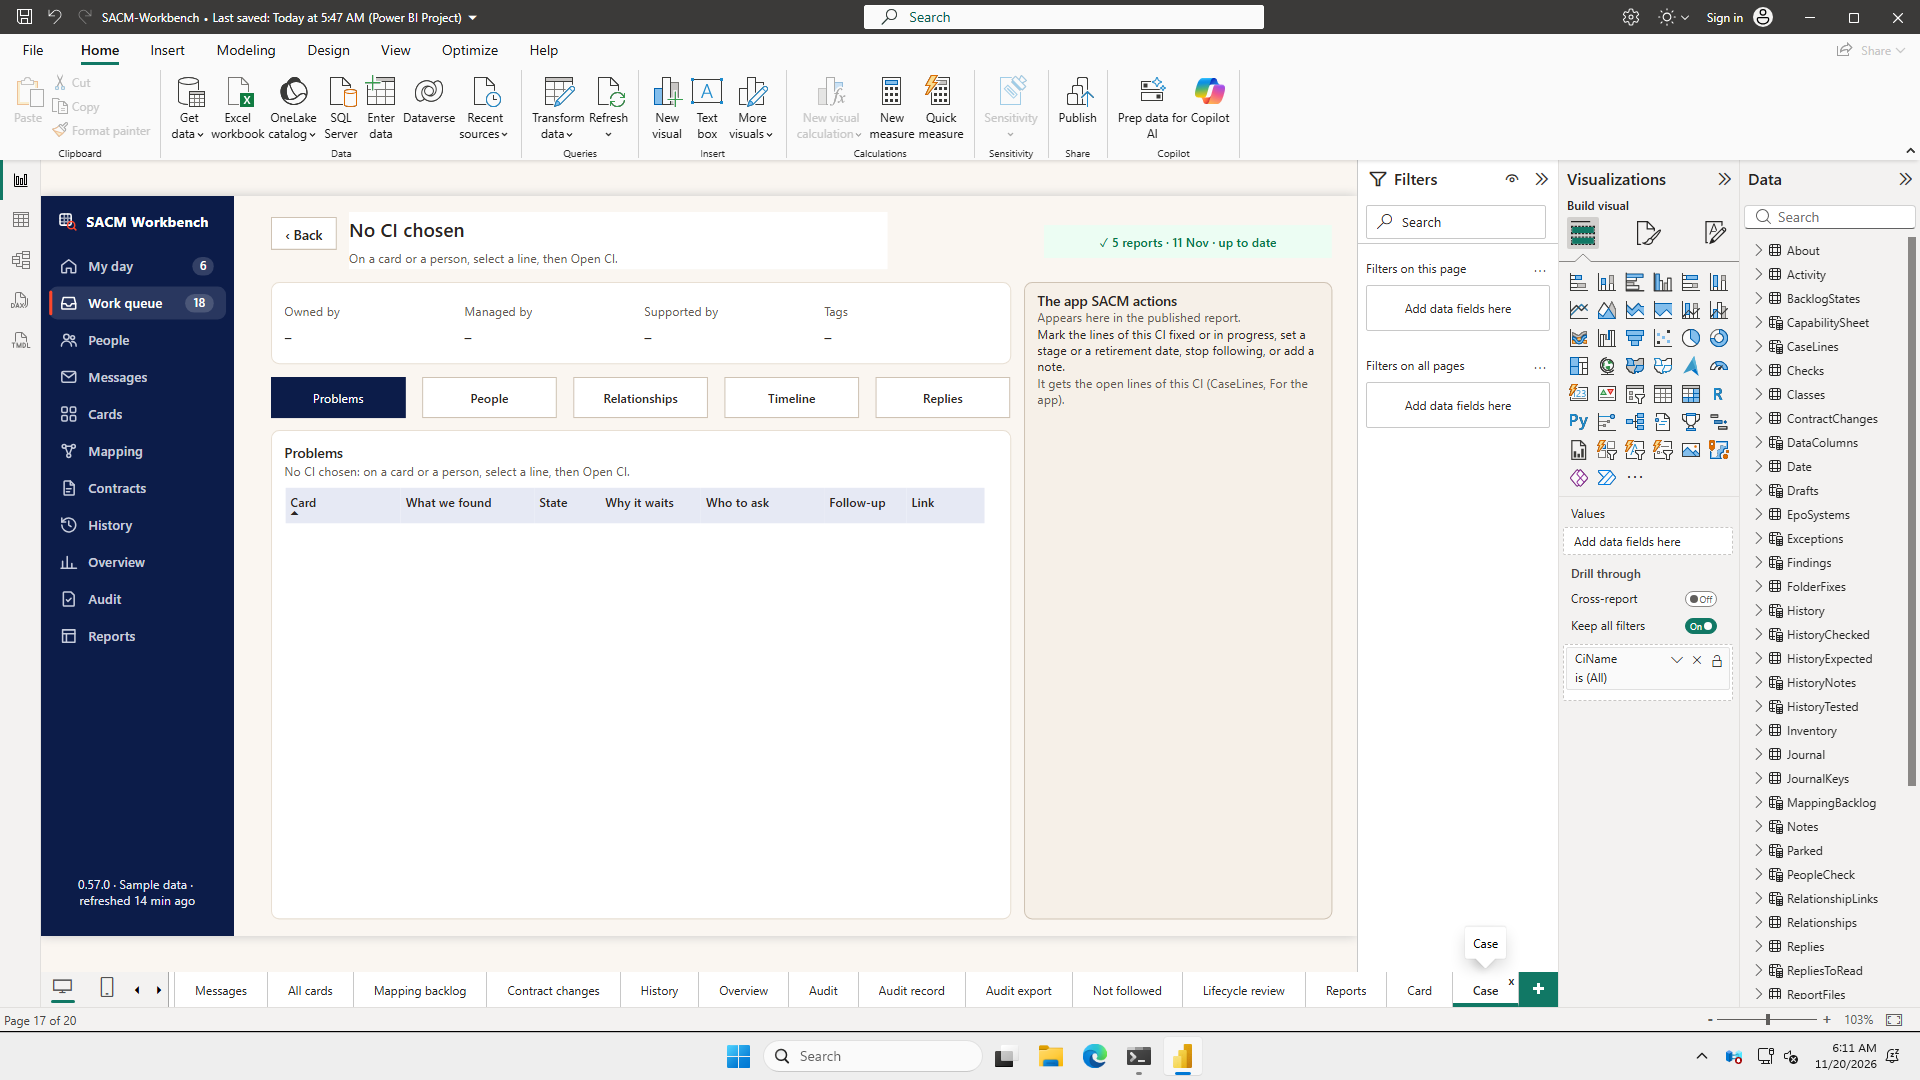 SACM-Workbench • Last saved: Today at 5:47 AM (Power BI Project)
Search
Sign in
File
Home
Insert
Modeling
Design
View
Optimize
Help
Share
Paste
Cut
Copy
Format painter
Clipboard
Get data
Excel workbook
OneLake catalog
SQL Server
Enter data
Dataverse
Recent sources
Data
Transform data
Refresh
Queries
New visual
Text box
More visuals
Insert
New visual calculation
New measure
Quick measure
Calculations
Sensitivity
Sensitivity
Publish
Share
Prep data for AI
Copilot
Copilot
SACM Workbench
My day 6
Work queue 18
People
Messages
Cards
Mapping
Contracts
History
Overview
Audit
Reports
0.57.0 · Sample data ·
refreshed 14 min ago
‹ Back
No CI chosen
On a card or a person, select a line, then Open CI.
✓ 5 reports · 11 Nov · up to date
Owned by
–
Managed by
–
Supported by
–
Tags
–
Problems
People
Relationships
Timeline
Replies
Problems
No CI chosen: on a card or a person, select a line, then Open CI.
Card
What we found
State
Why it waits
Who to ask
Follow-up
Link
The app SACM actions
Appears here in the published report.
Mark the lines of this CI fixed or in progress, set a
stage or a retirement date, stop following, or add a
note.
It gets the open lines of this CI (CaseLines, For the
app).
Filters
Search
Filters on this page
Add data fields here
Filters on all pages
Add data fields here
Visualizations
Build visual
R
Py
123
Values
Add data fields here
Drill through
Cross-report
Off
Keep all filters
On
CiName
is (All)
Data
Search
About
Activity
BacklogStates
CapabilitySheet
CaseLines
Checks
Classes
ContractChanges
DataColumns
Date
Drafts
EpoSystems
Exceptions
Findings
FolderFixes
History
HistoryChecked
HistoryExpected
HistoryNotes
HistoryTested
Inventory
Journal
JournalKeys
MappingBacklog
Notes
Parked
PeopleCheck
RelationshipLinks
Relationships
Replies
RepliesToRead
ReportFiles
DAX
TMDL
Case
Messages
All cards
Mapping backlog
Contract changes
History
Overview
Audit
Audit record
Audit export
Not followed
Lifecycle review
Reports
Card
Case
x
+
Page 17 of 20
- + 103%
Search
6:11 AM
11/20/2026